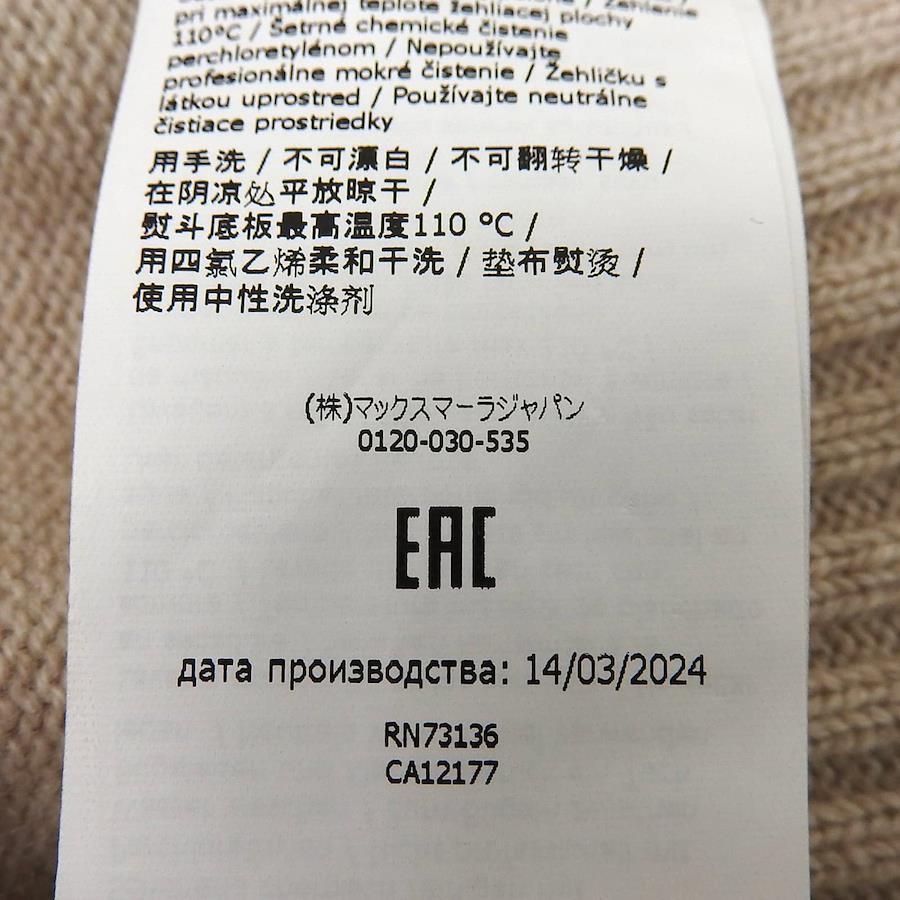 / Žehlenie
pri maximálnej teplote žehliacej plochy
110°C / Šetrné chemické čistenie
perchloretylénom / Nepoužívajte
profesionálne mokré čistenie / Žehličku s
látkou uprostred / Používajte neutrálne
čistiace prostriedky
用手洗 / 不可漂白 / 不可翻转干燥 /
在阴凉处平放晾干 /
熨斗底板最高温度110 °C /
用四氯乙烯柔和干洗 / 垫布熨烫 /
使用中性洗涤剂
(株)マックスマーラジャパン
0120-030-535
EAC
дата производства: 14/03/2024
RN73136
CA12177